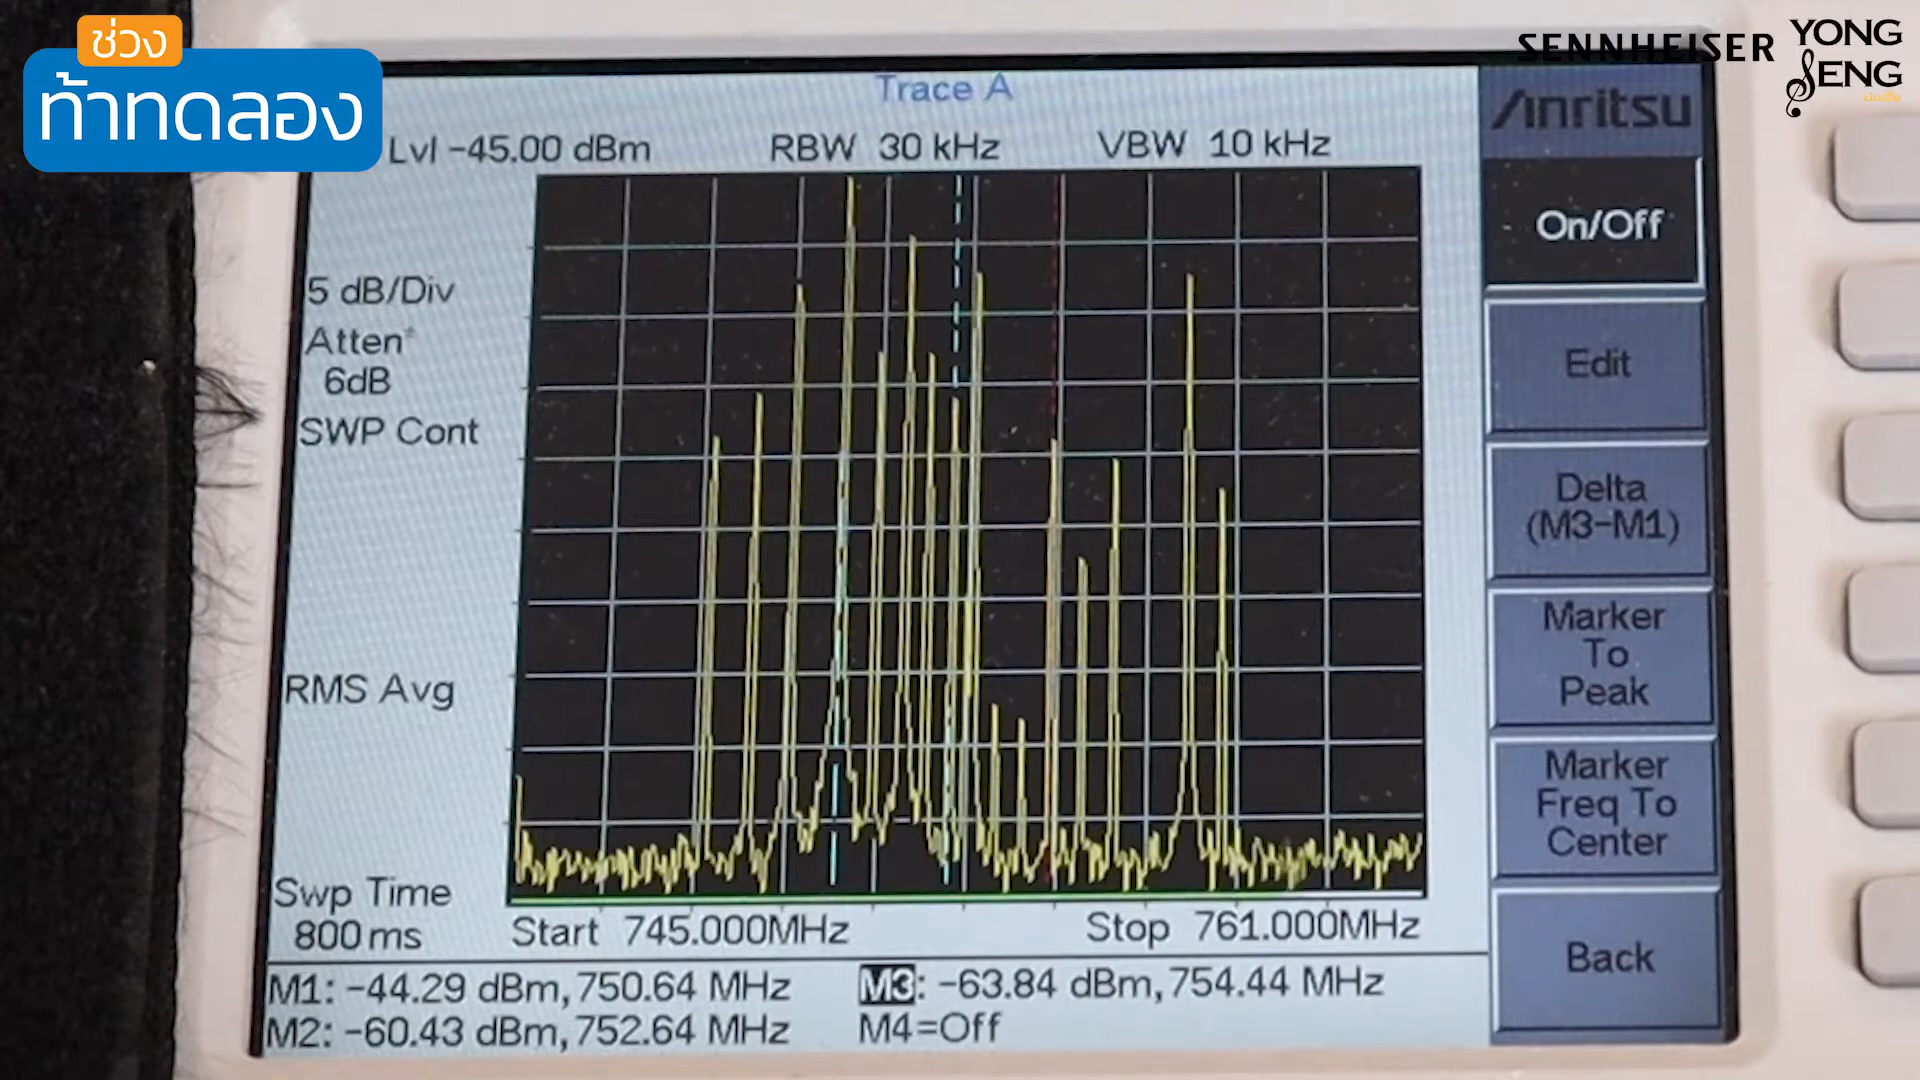 ช่วง
ท้าทดลอง
SENNHEISER
YONG
SENG
Trace A
Anritsu
Lvl -45.00 dBm
RBW 30 kHz
VBW 10 kHz
5 dB/Div
Atten*
6dB
SWP Cont
RMS Avg
Swp Time
800 ms
Start 745.000MHz
Stop 761.000MHz
M1: -44.29 dBm, 750.64 MHz
M3: -63.84 dBm, 754.44 MHz
M2: -60.43 dBm, 752.64 MHz
M4=Off
On/Off
Edit
Delta
(M3-M1)
Marker
To
Peak
Marker
Freq To
Center
Back